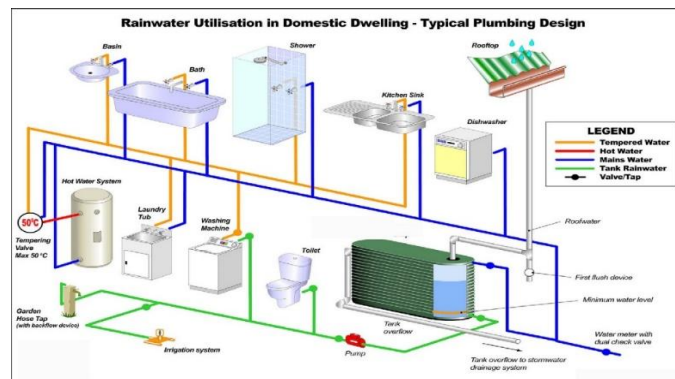 Rainwater Utilisation in Domestic Dwelling - Typical Plumbing Design
Basin
Bath
Shower
Rooftop
Kitchen Sink
Dishwasher
LEGEND
Tempered Water
Hot Water
Mains Water
Tank Rainwater
Valve/Tap
Hot Water System
50°C
Tempering
Valve
Max 50 °C
Laundry
Tub
Washing
Machine
Toilet
Roofwater
First flush device
Minimum water level
Garden
Hose Tap
(with backflow device)
Irrigation system
Pump
Tank
overflow
Tank overflow to stormwater
drainage system
Water meter with
dual check valve